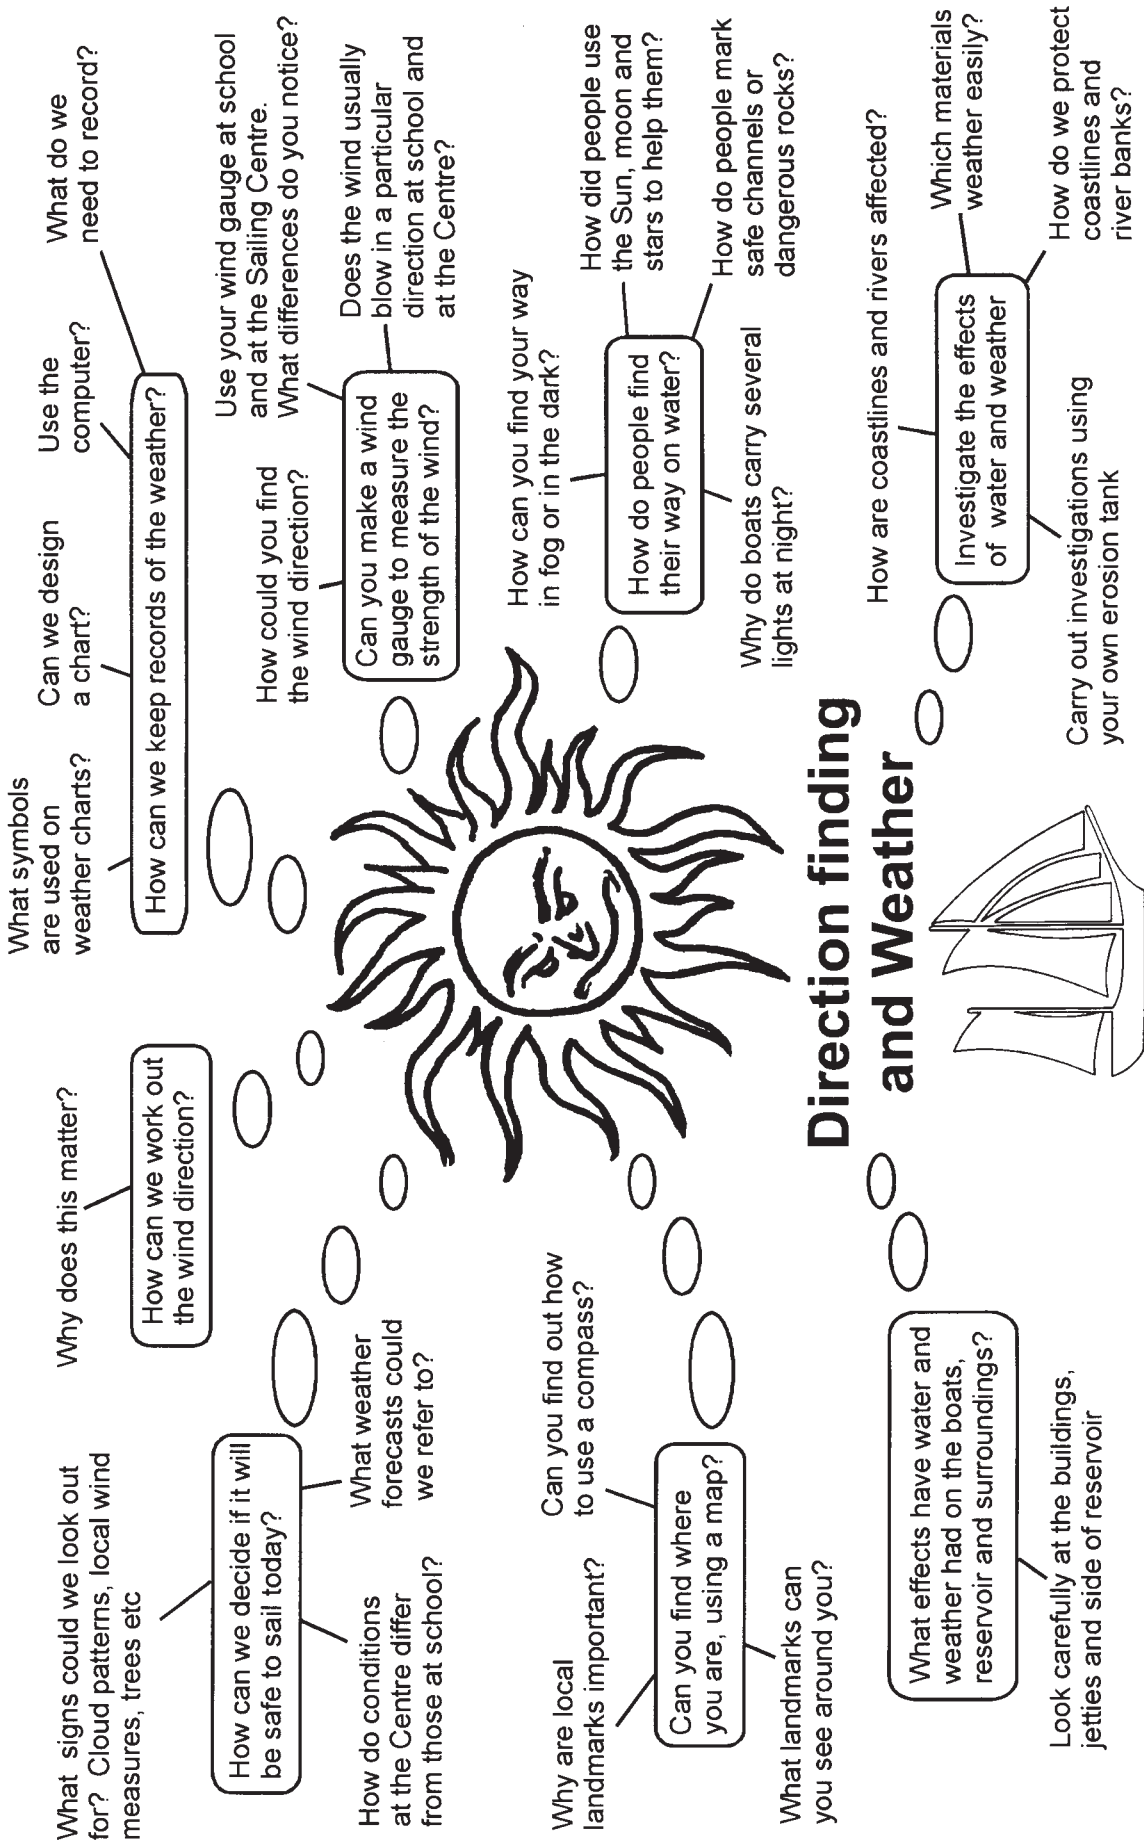 What signs could we look out
for? Cloud patterns, local wind
measures, trees etc
How can we decide if it will
be safe to sail today?
What weather
forecasts could
we refer to?
How do conditions
at the Centre differ
from those at school?
Why does this matter?
How can we work out
the wind direction?
What symbols
are used on
weather charts?
Can we design
a chart?
Use the
computer?
What do we
need to record?
How can we keep records of the weather?
How could you find
the wind direction?
Use your wind gauge at school
and at the Sailing Centre.
What differences do you notice?
Does the wind usually
blow in a particular
direction at school and
at the Centre?
Can you make a wind
gauge to measure the
strength of the wind?
Why are local
landmarks important?
Can you find out how
to use a compass?
Can you find where
you are, using a map?
What landmarks can
you see around you?
How can you find your way
in fog or in the dark?
How did people use
the Sun, moon and
stars to help them?
How do people find
their way on water?
Why do boats carry several
lights at night?
How do people mark
safe channels or
dangerous rocks?
Direction finding
and Weather
What effects have water and
weather had on the boats,
reservoir and surroundings?
Look carefully at the buildings,
jetties and side of reservoir
How are coastlines and rivers affected?
Which materials
weather easily?
Investigate the effects
of water and weather
Carry out investigations using
your own erosion tank
How do we protect
coastlines and
river banks?